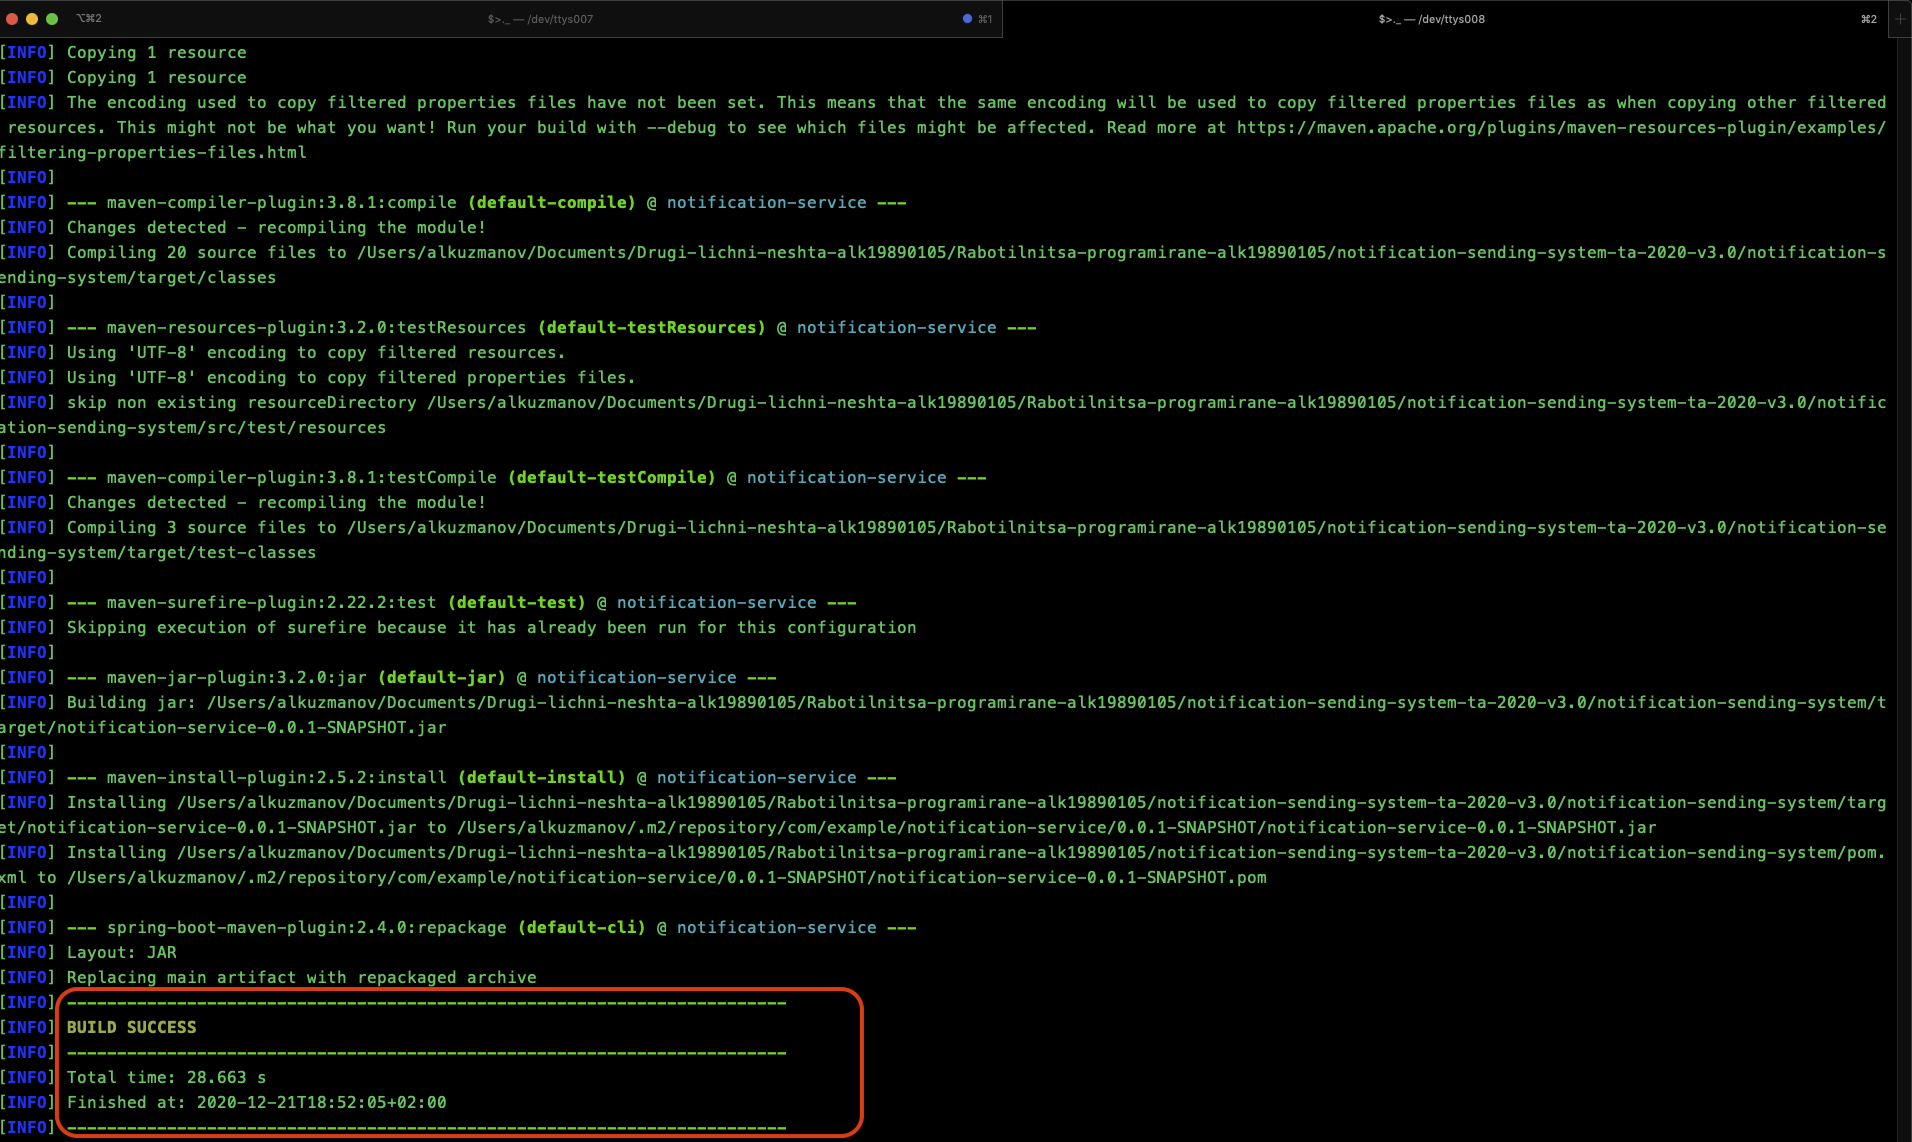 ⌥⌘2 $>._ — /dev/ttys007 ⌘1 $>._ — /dev/ttys008 ⌘2 +
[INFO] Copying 1 resource
[INFO] Copying 1 resource
[INFO] The encoding used to copy filtered properties files have not been set. This means that the same encoding will be used to copy filtered properties files as when copying other filtered
 resources. This might not be what you want! Run your build with --debug to see which files might be affected. Read more at https://maven.apache.org/plugins/maven-resources-plugin/examples/
filtering-properties-files.html
[INFO]
[INFO] --- maven-compiler-plugin:3.8.1:compile (default-compile) @ notification-service ---
[INFO] Changes detected - recompiling the module!
[INFO] Compiling 20 source files to /Users/alkuzmanov/Documents/Drugi-lichni-neshta-alk19890105/Rabotilnitsa-programirane-alk19890105/notification-sending-system-ta-2020-v3.0/notification-s
ending-system/target/classes
[INFO]
[INFO] --- maven-resources-plugin:3.2.0:testResources (default-testResources) @ notification-service ---
[INFO] Using 'UTF-8' encoding to copy filtered resources.
[INFO] Using 'UTF-8' encoding to copy filtered properties files.
[INFO] skip non existing resourceDirectory /Users/alkuzmanov/Documents/Drugi-lichni-neshta-alk19890105/Rabotilnitsa-programirane-alk19890105/notification-sending-system-ta-2020-v3.0/notific
ation-sending-system/src/test/resources
[INFO]
[INFO] --- maven-compiler-plugin:3.8.1:testCompile (default-testCompile) @ notification-service ---
[INFO] Changes detected - recompiling the module!
[INFO] Compiling 3 source files to /Users/alkuzmanov/Documents/Drugi-lichni-neshta-alk19890105/Rabotilnitsa-programirane-alk19890105/notification-sending-system-ta-2020-v3.0/notification-se
nding-system/target/test-classes
[INFO]
[INFO] --- maven-surefire-plugin:2.22.2:test (default-test) @ notification-service ---
[INFO] Skipping execution of surefire because it has already been run for this configuration
[INFO]
[INFO] --- maven-jar-plugin:3.2.0:jar (default-jar) @ notification-service ---
[INFO] Building jar: /Users/alkuzmanov/Documents/Drugi-lichni-neshta-alk19890105/Rabotilnitsa-programirane-alk19890105/notification-sending-system-ta-2020-v3.0/notification-sending-system/t
arget/notification-service-0.0.1-SNAPSHOT.jar
[INFO]
[INFO] --- maven-install-plugin:2.5.2:install (default-install) @ notification-service ---
[INFO] Installing /Users/alkuzmanov/Documents/Drugi-lichni-neshta-alk19890105/Rabotilnitsa-programirane-alk19890105/notification-sending-system-ta-2020-v3.0/notification-sending-system/targ
et/notification-service-0.0.1-SNAPSHOT.jar to /Users/alkuzmanov/.m2/repository/com/example/notification-service/0.0.1-SNAPSHOT/notification-service-0.0.1-SNAPSHOT.jar
[INFO] Installing /Users/alkuzmanov/Documents/Drugi-lichni-neshta-alk19890105/Rabotilnitsa-programirane-alk19890105/notification-sending-system-ta-2020-v3.0/notification-sending-system/pom.
xml to /Users/alkuzmanov/.m2/repository/com/example/notification-service/0.0.1-SNAPSHOT/notification-service-0.0.1-SNAPSHOT.pom
[INFO]
[INFO] --- spring-boot-maven-plugin:2.4.0:repackage (default-cli) @ notification-service ---
[INFO] Layout: JAR
[INFO] Replacing main artifact with repackaged archive
[INFO] ------------------------------------------------------------------------
[INFO] BUILD SUCCESS
[INFO] ------------------------------------------------------------------------
[INFO] Total time: 28.663 s
[INFO] Finished at: 2020-12-21T18:52:05+02:00
[INFO] ------------------------------------------------------------------------